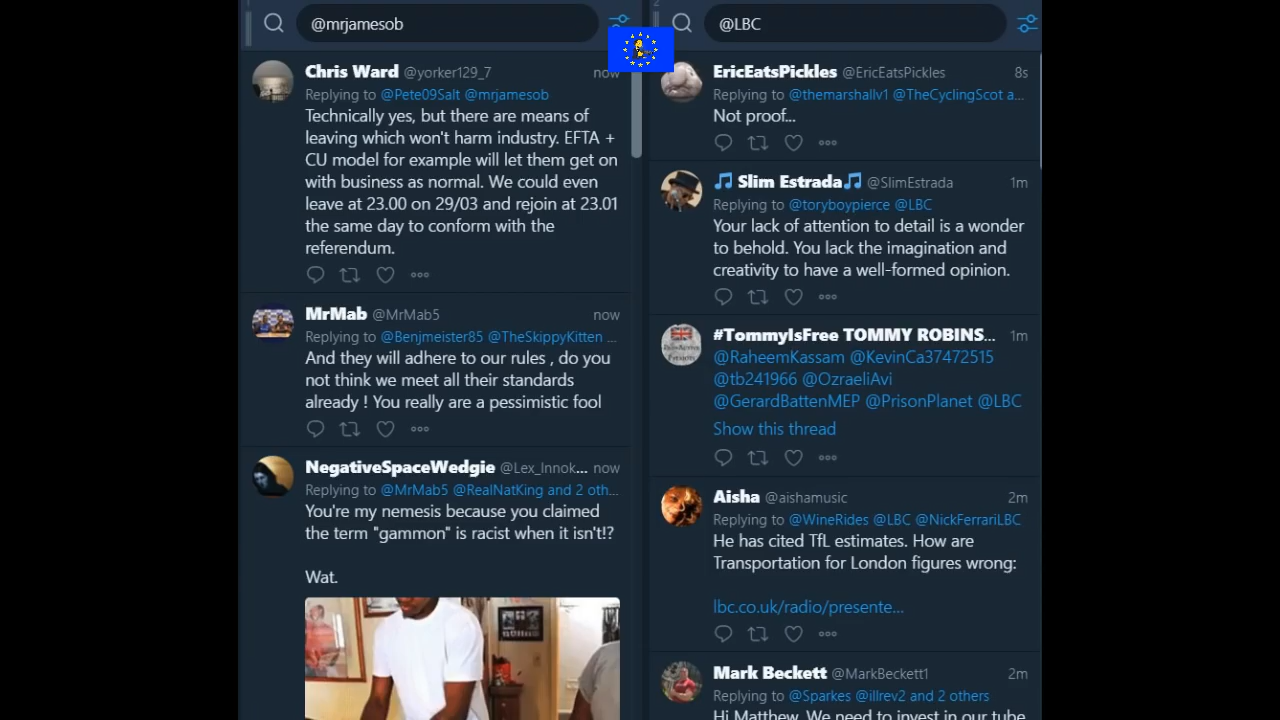 @mrjamesob
Chris Ward @yorker129_7 now
Replying to @Pete09Salt @mrjamesob
Technically yes, but there are means of
leaving which won't harm industry. EFTA +
CU model for example will let them get on
with business as normal. We could even
leave at 23.00 on 29/03 and rejoin at 23.01
the same day to conform with the
referendum.
MrMab @MrMab5 now
Replying to @Benjmeister85 @TheSkippyKitten ...
And they will adhere to our rules , do you
not think we meet all their standards
already ! You really are a pessimistic fool
NegativeSpaceWedgie @Lex_Innok... now
Replying to @MrMab5 @RealNatKing and 2 oth...
You're my nemesis because you claimed
the term "gammon" is racist when it isn't!?
Wat.
2
@LBC
EricEatsPickles @EricEatsPickles 8s
Replying to @themarshallv1 @TheCyclingScot a...
Not proof...
🎵 Slim Estrada🎵 @SlimEstrada 1m
Replying to @toryboypierce @LBC
Your lack of attention to detail is a wonder
to behold. You lack the imagination and
creativity to have a well-formed opinion.
#TommyIsFree TOMMY ROBINS... 1m
@RaheemKassam @KevinCa37472515
@tb241966 @OzraeliAvi
@GerardBattenMEP @PrisonPlanet @LBC
Show this thread
Aisha @aishamusic 2m
Replying to @WineRides @LBC @NickFerrariLBC
He has cited TfL estimates. How are
Transportation for London figures wrong:
lbc.co.uk/radio/presente...
Mark Beckett @MarkBeckett1 2m
Replying to @Sparkes @illrev2 and 2 others
Hi Matthew. We need to invest in our tube